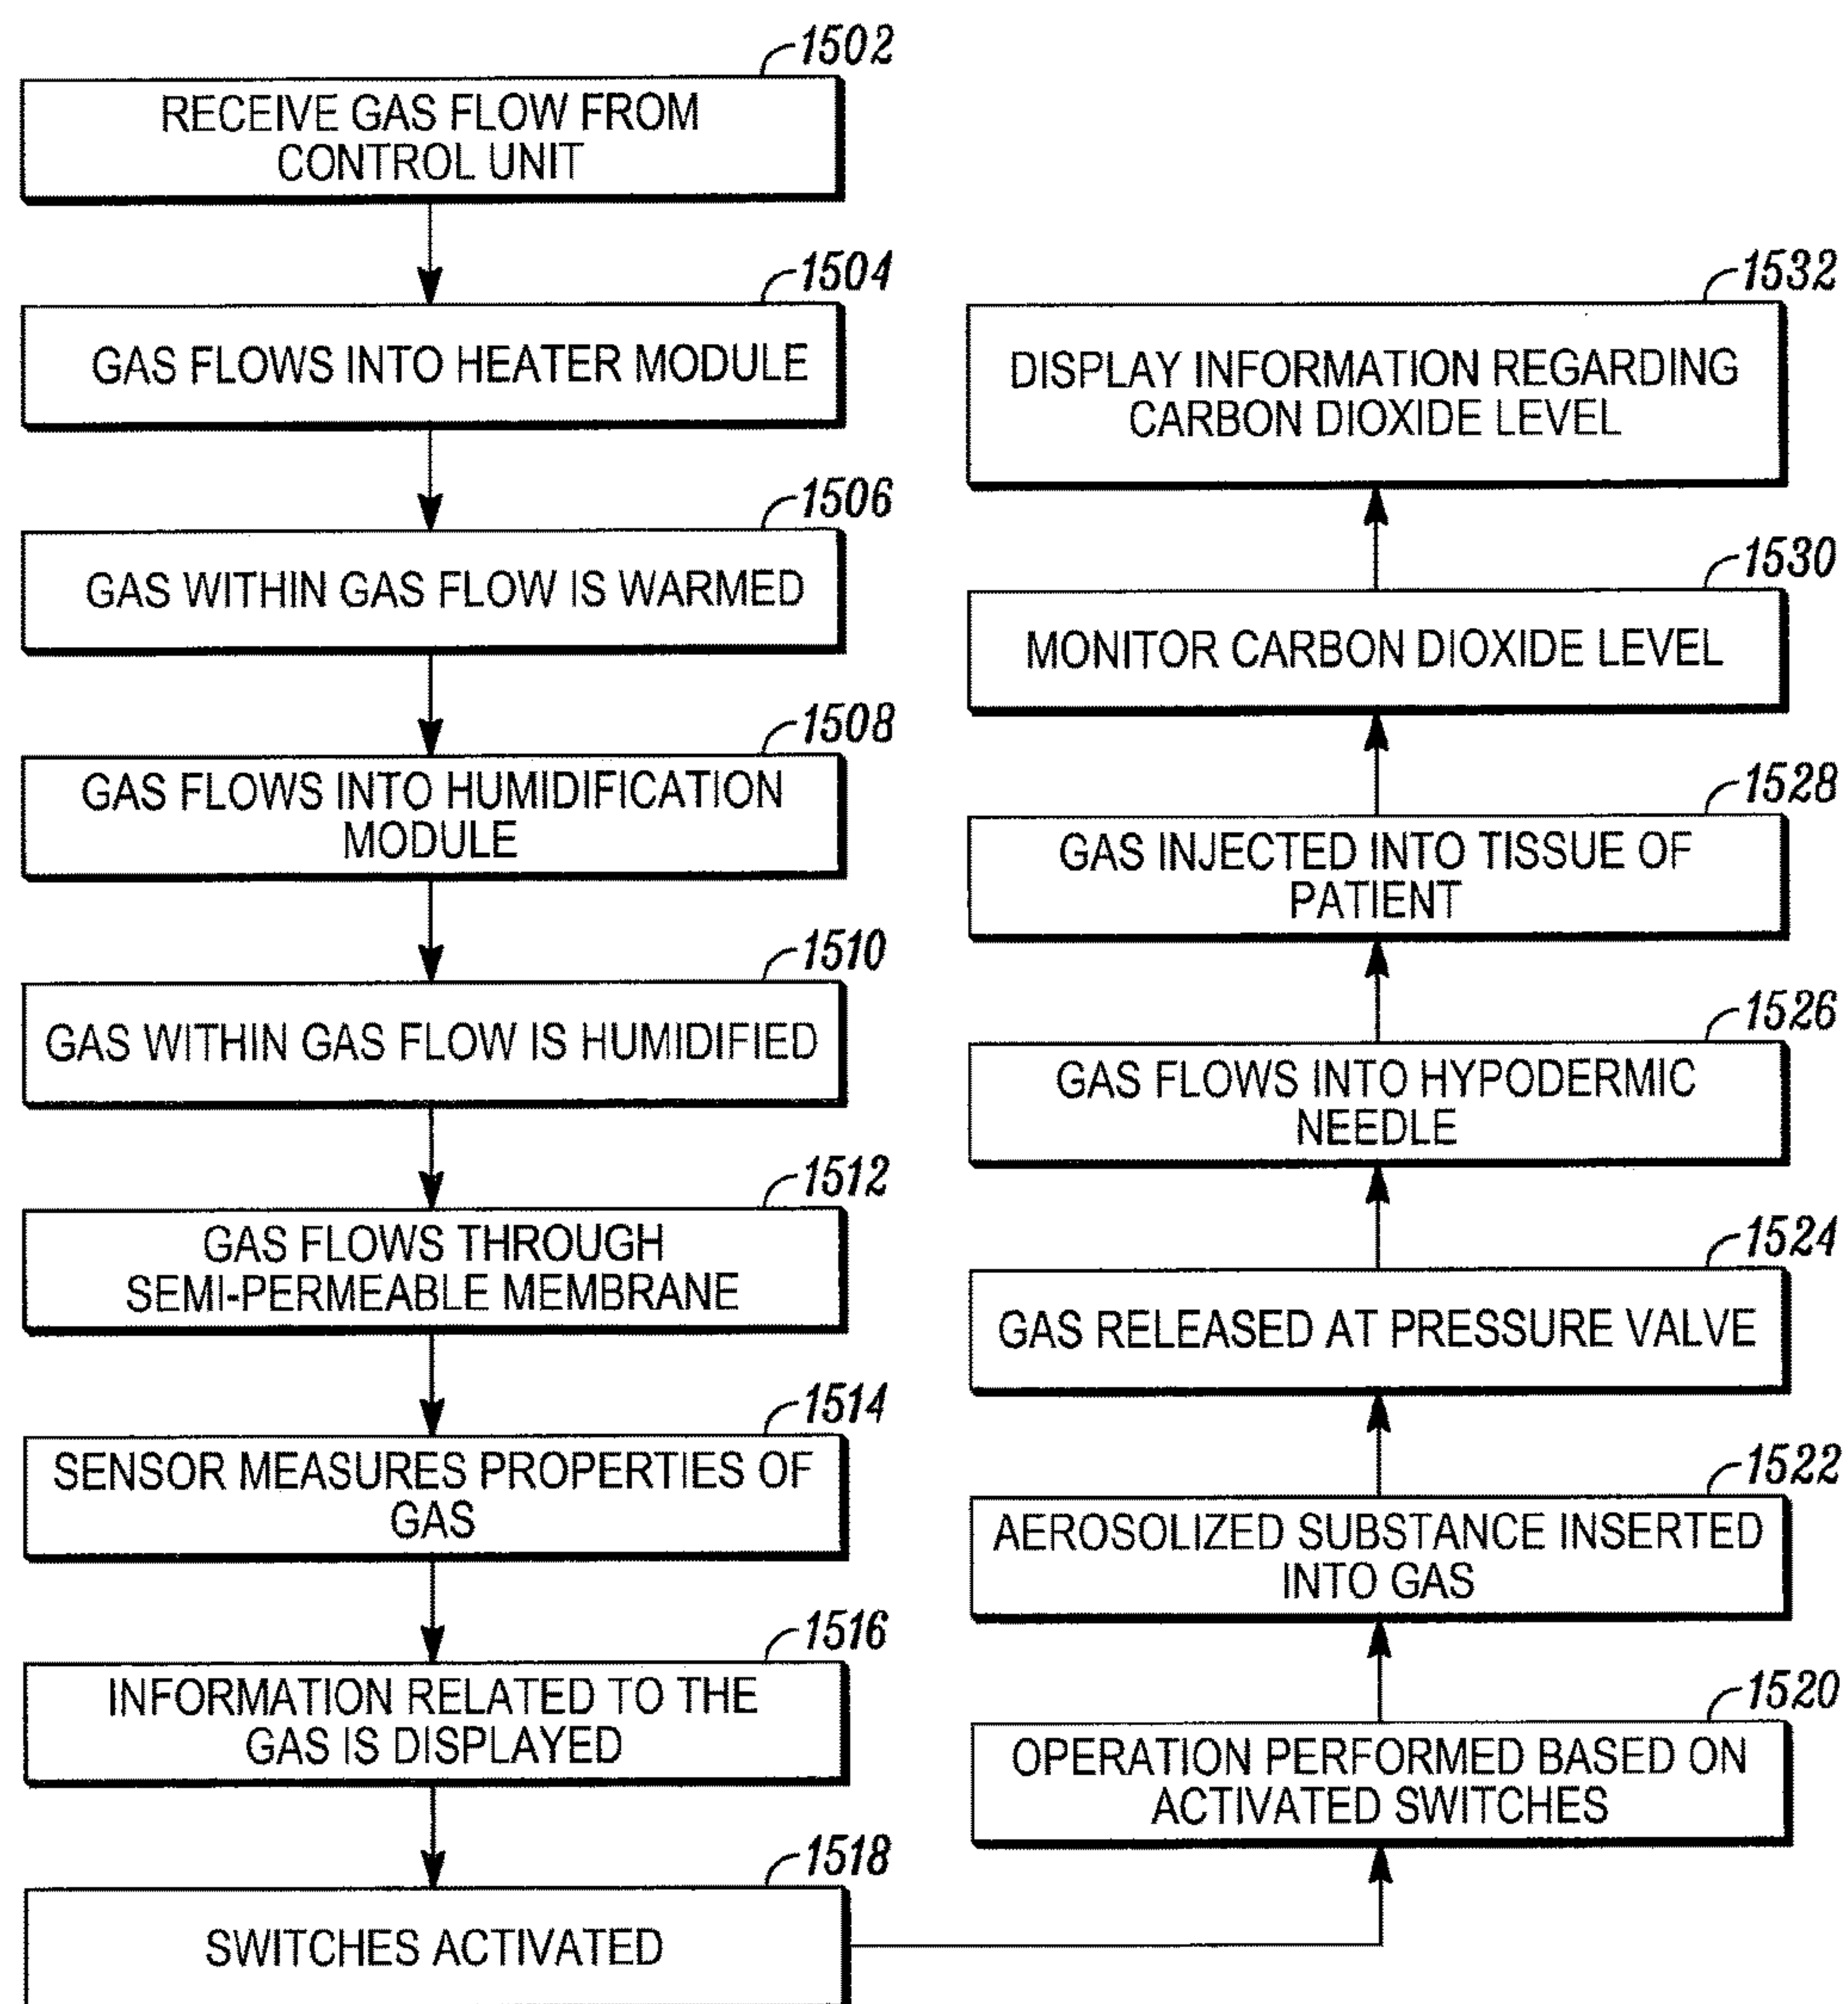 1502
RECEIVE GAS FLOW FROM
CONTROL UNIT
1504
GAS FLOWS INTO HEATER MODULE
1506
GAS WITHIN GAS FLOW IS WARMED
1508
GAS FLOWS INTO HUMIDIFICATION
MODULE
1510
GAS WITHIN GAS FLOW IS HUMIDIFIED
1512
GAS FLOWS THROUGH
SEMI-PERMEABLE MEMBRANE
1514
SENSOR MEASURES PROPERTIES OF
GAS
1516
INFORMATION RELATED TO THE
GAS IS DISPLAYED
1518
SWITCHES ACTIVATED
1520
OPERATION PERFORMED BASED ON
ACTIVATED SWITCHES
1522
AEROSOLIZED SUBSTANCE INSERTED
INTO GAS
1524
GAS RELEASED AT PRESSURE VALVE
1526
GAS FLOWS INTO HYPODERMIC
NEEDLE
1528
GAS INJECTED INTO TISSUE OF
PATIENT
1530
MONITOR CARBON DIOXIDE LEVEL
1532
DISPLAY INFORMATION REGARDING
CARBON DIOXIDE LEVEL